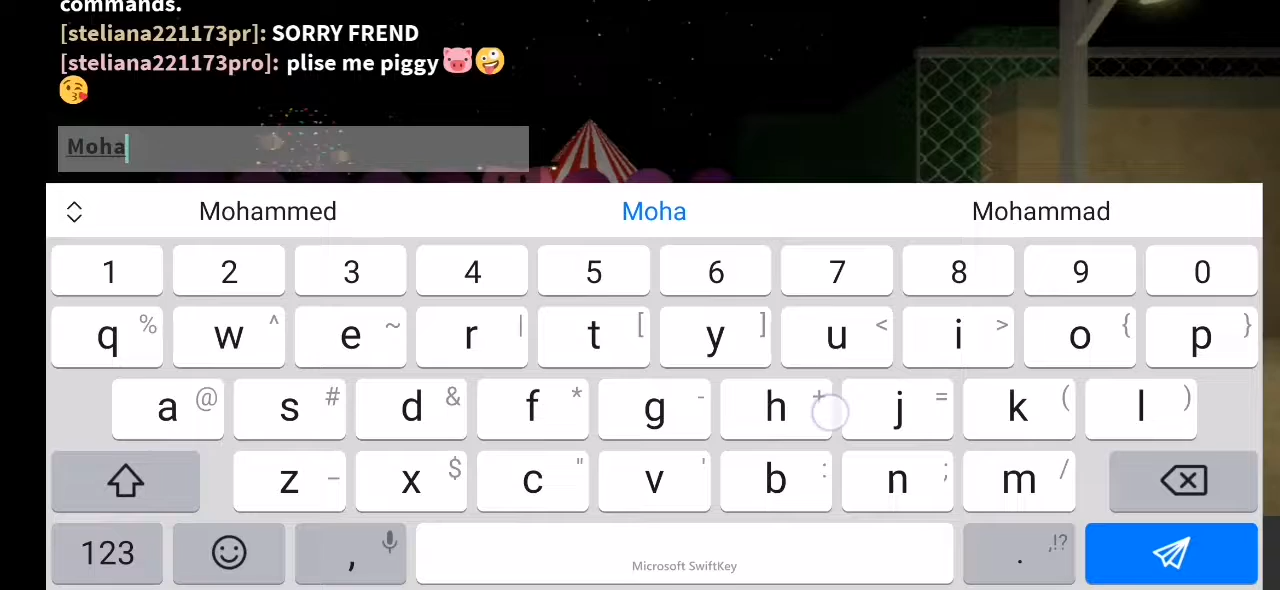 commands.
[steliana221173pr]: SORRY FREND
[steliana221173pro]: plise me piggy🐷🤪
😘
Moha
Mohammed Moha Mohammad
1 2 3 4 5 6 7 8 9 0
q % w ^ e ~ r | t [ y ] u < i > o { p }
a @ s # d & f * g - h + j = k ( l )
z _ x $ c " v ' b : n ; m /
123 , Microsoft SwiftKey . ,!?